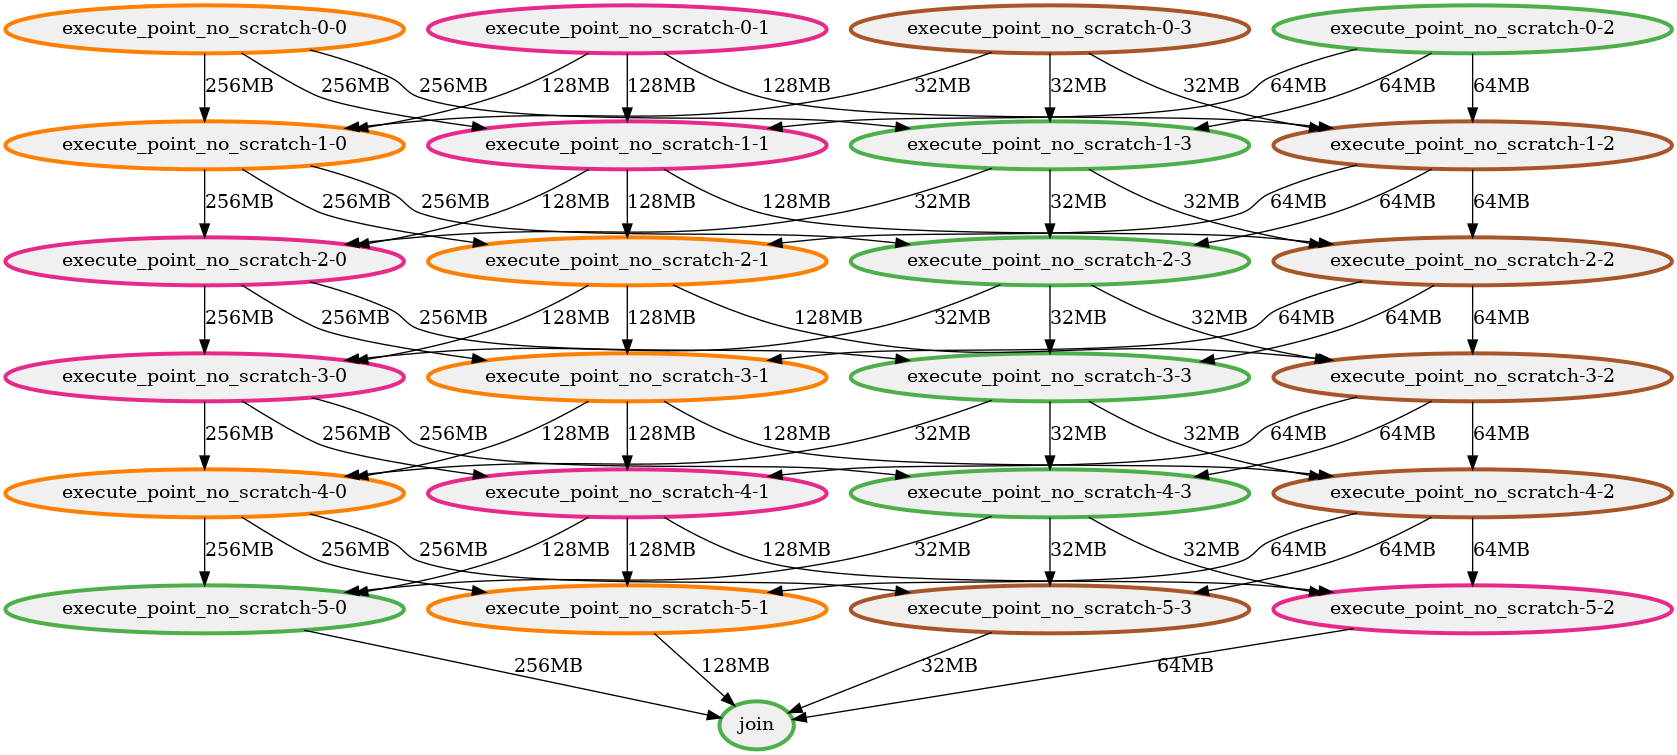 execute_point_no_scratch-0-0 execute_point_no_scratch-0-1 execute_point_no_scratch-0-3 execute_point_no_scratch-0-2
256MB 256MB 256MB 128MB 128MB 128MB 32MB 32MB 32MB 64MB 64MB 64MB
execute_point_no_scratch-1-0 execute_point_no_scratch-1-1 execute_point_no_scratch-1-3 execute_point_no_scratch-1-2
256MB 256MB 256MB 128MB 128MB 128MB 32MB 32MB 32MB 64MB 64MB 64MB
execute_point_no_scratch-2-0 execute_point_no_scratch-2-1 execute_point_no_scratch-2-3 execute_point_no_scratch-2-2
256MB 256MB 256MB 128MB 128MB 128MB 32MB 32MB 32MB 64MB 64MB 64MB
execute_point_no_scratch-3-0 execute_point_no_scratch-3-1 execute_point_no_scratch-3-3 execute_point_no_scratch-3-2
256MB 256MB 256MB 128MB 128MB 128MB 32MB 32MB 32MB 64MB 64MB 64MB
execute_point_no_scratch-4-0 execute_point_no_scratch-4-1 execute_point_no_scratch-4-3 execute_point_no_scratch-4-2
256MB 256MB 256MB 128MB 128MB 128MB 32MB 32MB 32MB 64MB 64MB 64MB
execute_point_no_scratch-5-0 execute_point_no_scratch-5-1 execute_point_no_scratch-5-3 execute_point_no_scratch-5-2
256MB 128MB 32MB 64MB
join